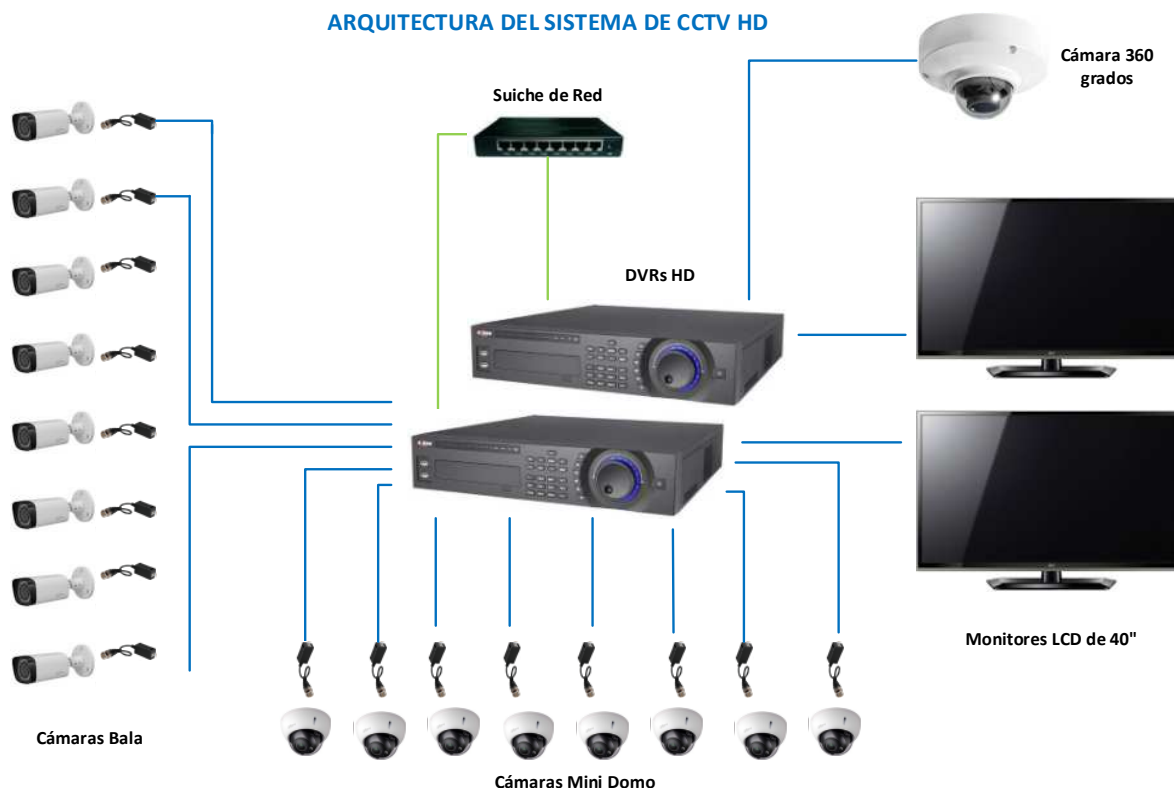 ARQUITECTURA DEL SISTEMA DE CCTV HD
Cámara 360
grados
Suiche de Red
DVRs HD
Monitores LCD de 40"
Cámaras Bala
Cámaras Mini Domo